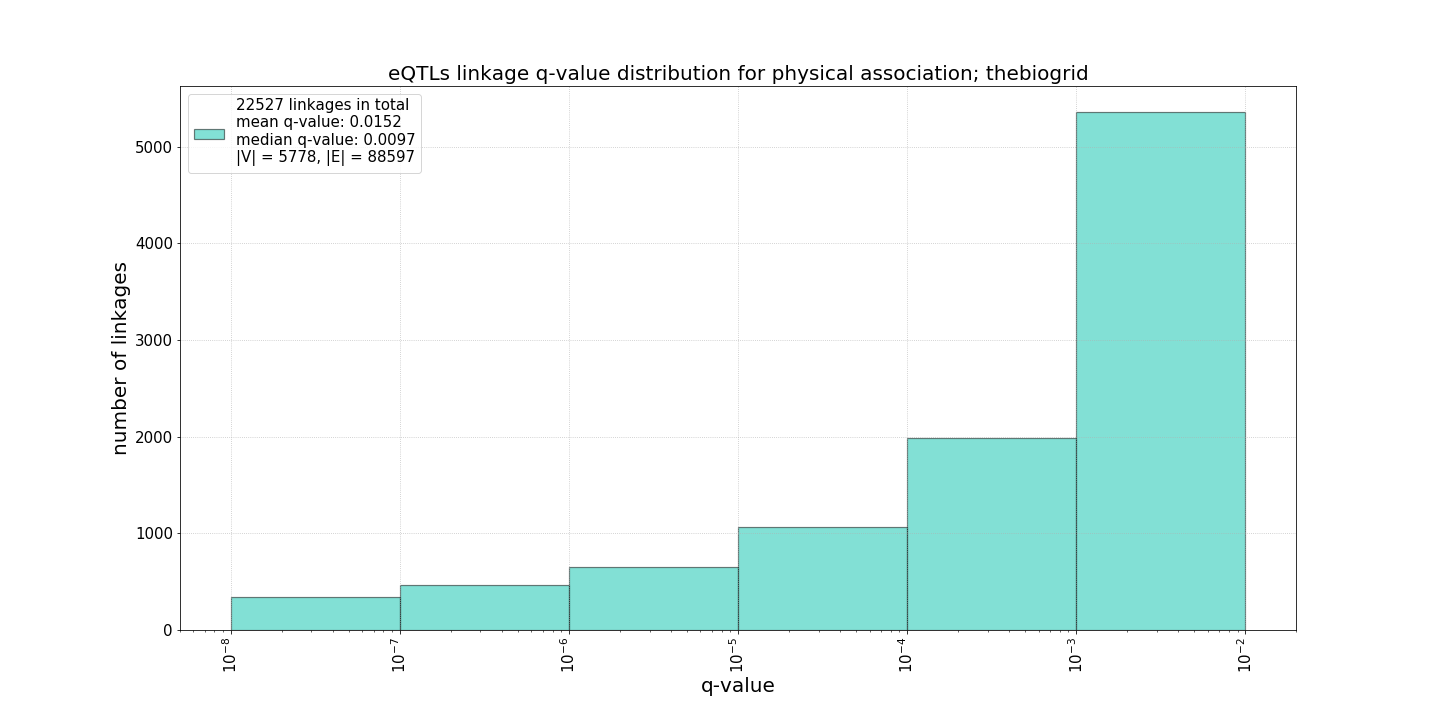 eQTLs linkage q-value distribution for physical association; thebiogrid
22527 linkages in total
mean q-value: 0.0152
median q-value: 0.0097
|V| = 5778, |E| = 88597
number of linkages
5000
4000
3000
2000
1000
0
10⁻⁸
10⁻⁷
10⁻⁶
10⁻⁵
10⁻⁴
10⁻³
10⁻²
q-value